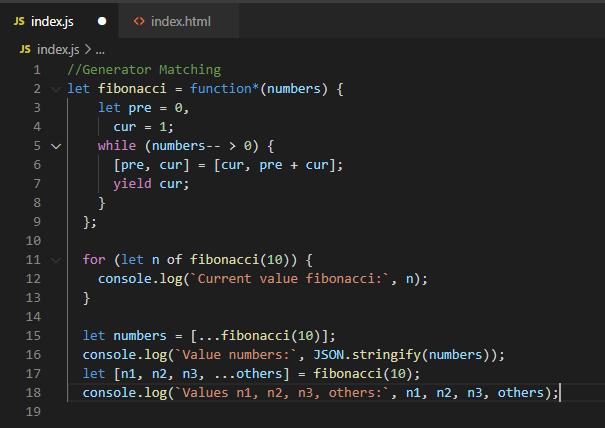 JS index.js ● <> index.html
JS index.js > ...
1 //Generator Matching
2 let fibonacci = function*(numbers) {
3 let pre = 0,
4 cur = 1;
5 while (numbers-- > 0) {
6 [pre, cur] = [cur, pre + cur];
7 yield cur;
8 }
9 };
10
11 for (let n of fibonacci(10)) {
12 console.log(`Current value fibonacci:`, n);
13 }
14
15 let numbers = [...fibonacci(10)];
16 console.log(`Value numbers:`, JSON.stringify(numbers));
17 let [n1, n2, n3, ...others] = fibonacci(10);
18 console.log(`Values n1, n2, n3, others:`, n1, n2, n3, others);
19